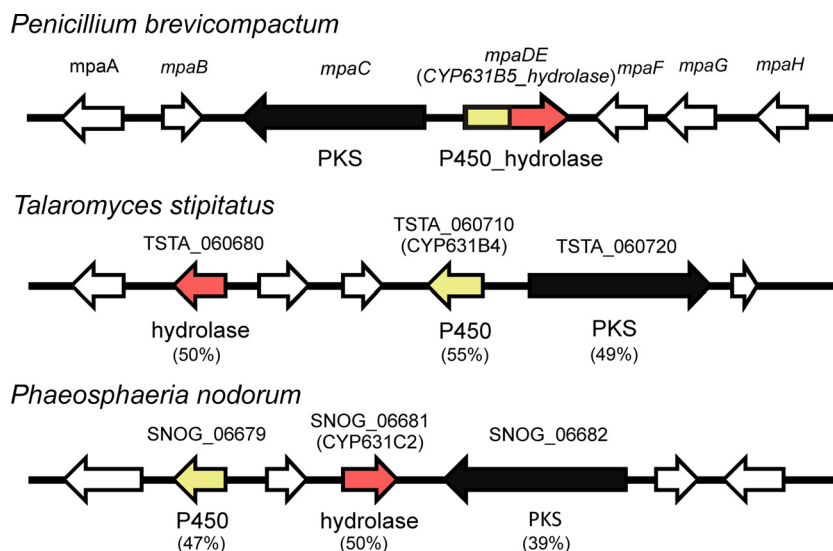 Penicillium brevicompactum
mpaA mpaB mpaC mpaDE mpaF mpaG mpaH
(CYP631B5_hydrolase)
PKS P450_hydrolase
Talaromyces stipitatus
TSTA_060680 TSTA_060710 TSTA_060720
(CYP631B4)
hydrolase P450 PKS
(50%) (55%) (49%)
Phaeosphaeria nodorum
SNOG_06679 SNOG_06681 SNOG_06682
(CYP631C2)
P450 hydrolase PKS
(47%) (50%) (39%)